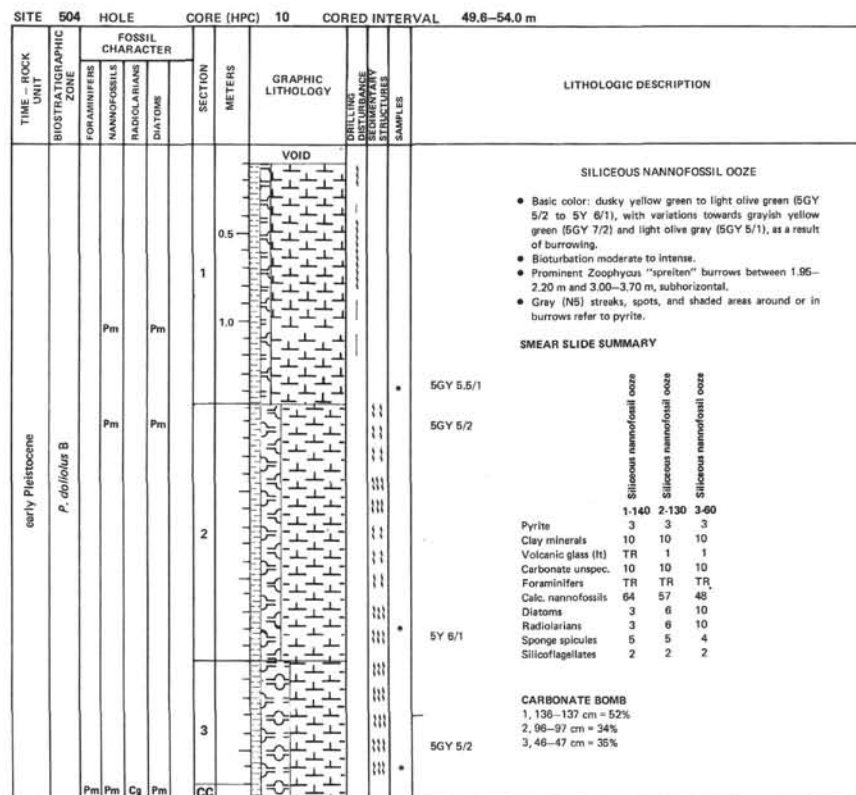 SITE 504 HOLE CORE (HPC) 10 CORED INTERVAL 49.6–54.0 m
TIME – ROCK UNIT
BIOSTRATIGRAPHIC ZONE
FOSSIL CHARACTER
FORAMINIFERS
NANNOFOSSILS
RADIOLARIANS
DIATOMS
SECTION
METERS
GRAPHIC LITHOLOGY
DRILLING DISTURBANCE
SEDIMENTARY STRUCTURES
SAMPLES
LITHOLOGIC DESCRIPTION
early Pleistocene
P. doliolus B
VOID
0.5
1
1.0
Pm Pm
5GY 5.5/1
Pm Pm
5GY 5/2
2
5Y 6/1
3
5GY 5/2
Pm Pm Cg Pm CC
SILICEOUS NANNOFOSSIL OOZE
● Basic color: dusky yellow green to light olive green (5GY
5/2 to 5Y 6/1), with variations towards grayish yellow
green (5GY 7/2) and light olive gray (5GY 5/1), as a result
of burrowing.
● Bioturbation moderate to intense.
● Prominent Zoophycus "spreiten" burrows between 1.95–
2.20 m and 3.00–3.70 m, subhorizontal.
● Gray (N5) streaks, spots, and shaded areas around or in
burrows refer to pyrite.
SMEAR SLIDE SUMMARY
Siliceous nannofossil ooze
Siliceous nannofossil ooze
Siliceous nannofossil ooze
1-140 2-130 3-60
Pyrite 3 3 3
Clay minerals 10 10 10
Volcanic glass (lt) TR 1 1
Carbonate unspec. 10 10 10
Foraminifers TR TR TR
Calc. nannofossils 64 57 48
Diatoms 3 6 10
Radiolarians 3 6 10
Sponge spicules 5 5 4
Silicoflagellates 2 2 2
CARBONATE BOMB
1, 136–137 cm = 52%
2, 96–97 cm = 34%
3, 46–47 cm = 35%